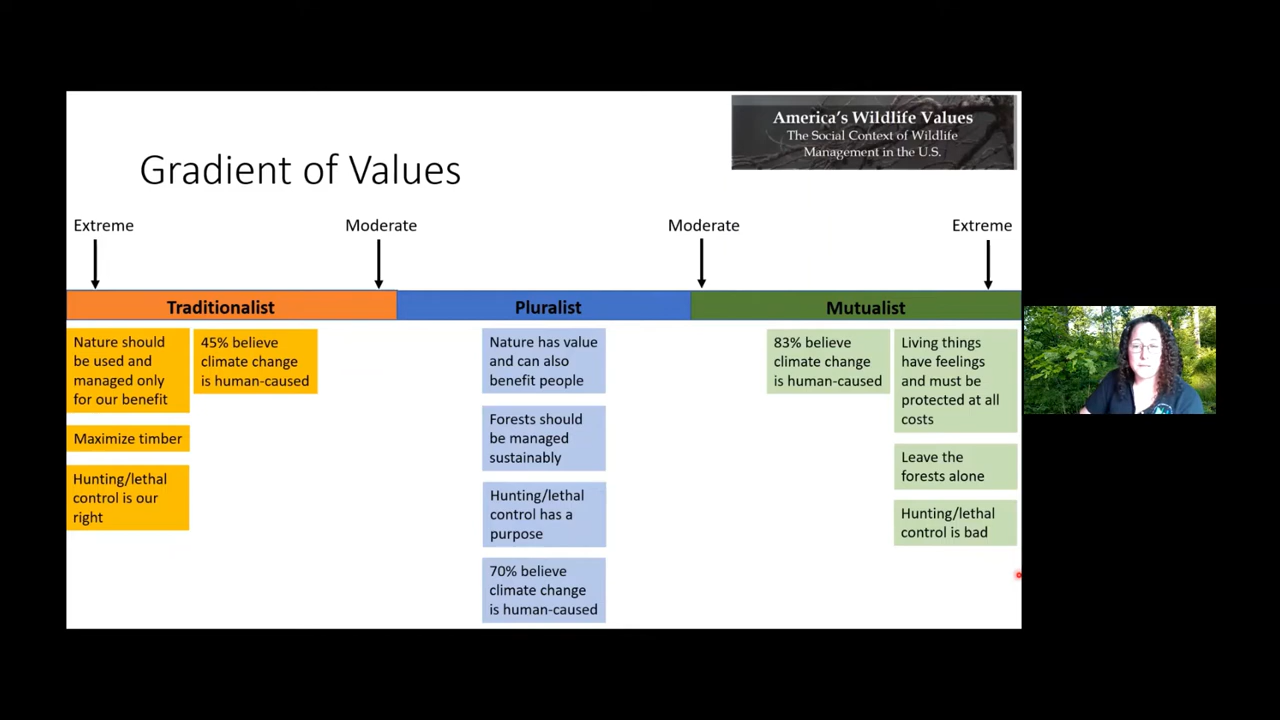 America's Wildlife Values
The Social Context of Wildlife
Management in the U.S.
Gradient of Values
Extreme
Moderate
Moderate
Extreme
Traditionalist
Pluralist
Mutualist
Nature should
be used and
managed only
for our benefit
Maximize timber
Hunting/lethal
control is our
right
45% believe
climate change
is human-caused
Nature has value
and can also
benefit people
Forests should
be managed
sustainably
Hunting/lethal
control has a
purpose
70% believe
climate change
is human-caused
83% believe
climate change
is human-caused
Living things
have feelings
and must be
protected at all
costs
Leave the
forests alone
Hunting/lethal
control is bad